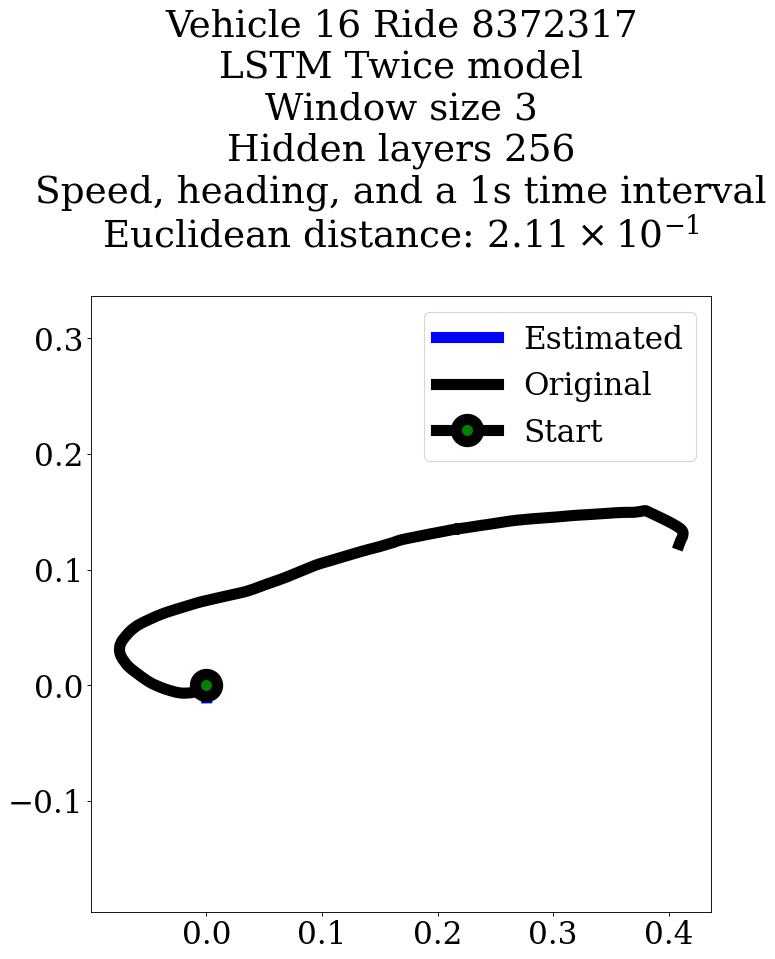 Vehicle 16 Ride 8372317
LSTM Twice model
Window size 3
Hidden layers 256
Speed, heading, and a 1s time interval
Euclidean distance: 2.11 × 10⁻¹
Estimated
Original
Start
0.3
0.2
0.1
0.0
−0.1
0.0 0.1 0.2 0.3 0.4